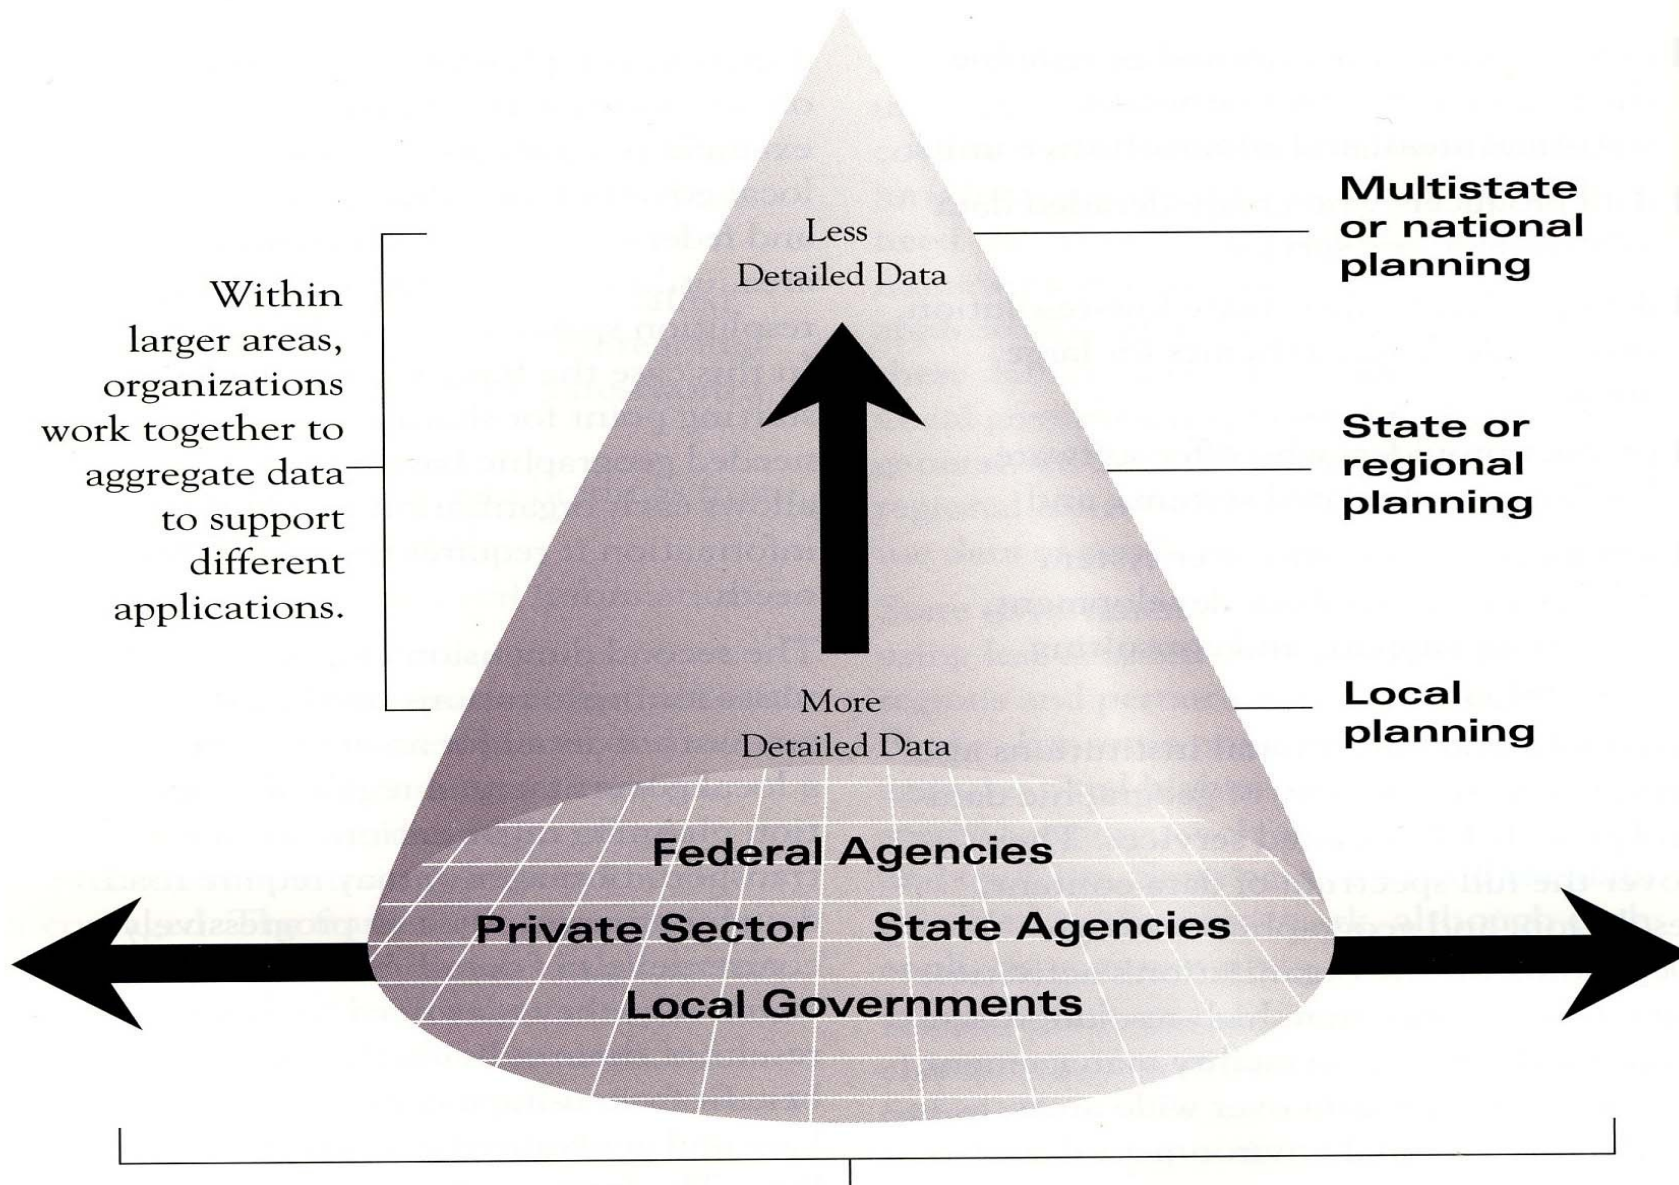 Less
Detailed Data
Multistate
or national
planning
Within
larger areas,
organizations
work together to
aggregate data
to support
different
applications.
State or
regional
planning
More
Detailed Data
Local
planning
Federal Agencies
Private Sector State Agencies
Local Governments